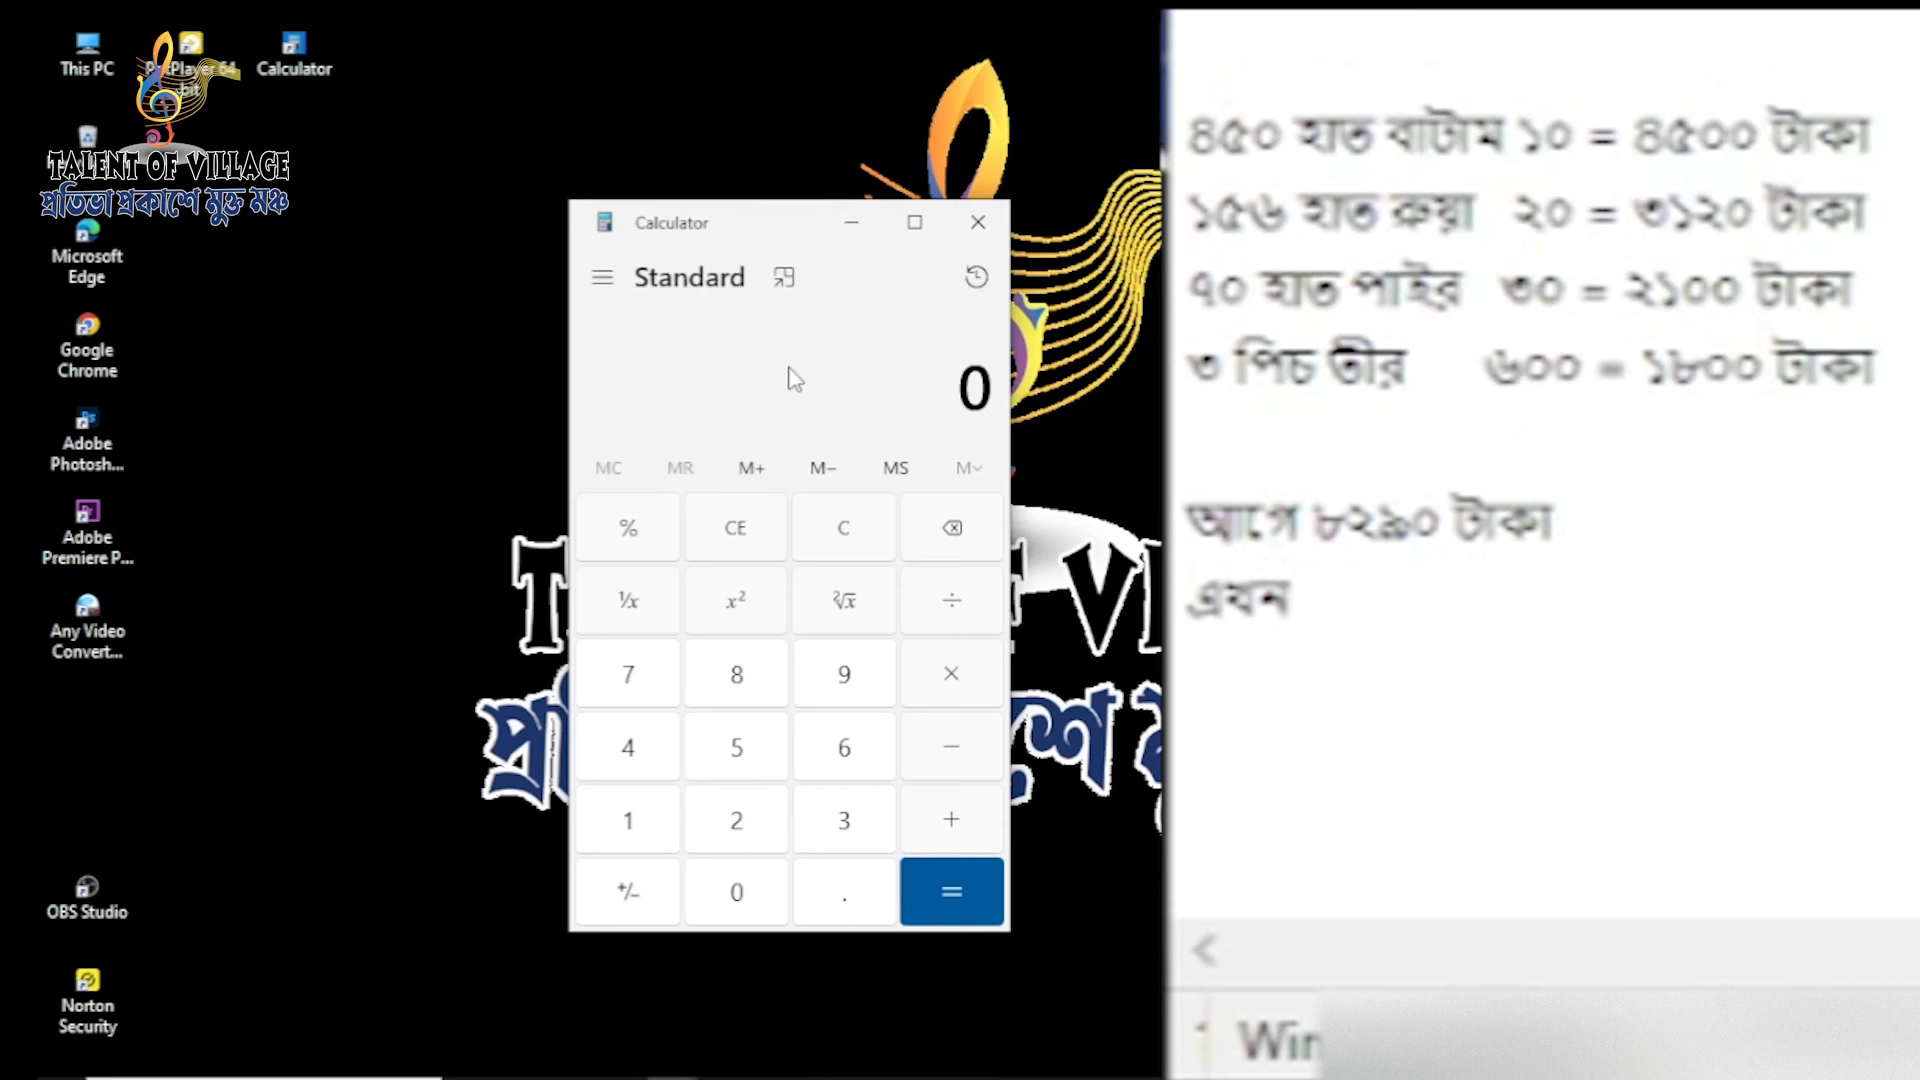 This PC
PotPlayer 64 bit
Calculator
TALENT OF VILLAGE
প্রতিভা প্রকাশে মুক্ত মঞ্চ
Microsoft
Edge
Google
Chrome
Adobe
Photosh...
Adobe
Premiere P...
Any Video
Convert...
OBS Studio
Norton
Security
Calculator
Standard
0
MC MR M+ M− MS M
% CE C
⅟x x² ²√x ÷
7 8 9 ×
4 5 6 −
1 2 3 +
+/− 0 . =
৪৫০ হাত বাটাম ১০ = ৪৫০০ টাকা
১৫৬ হাত রুয়া ২০ = ৩১২০ টাকা
৭০ হাত পাইর ৩০ = ২১০০ টাকা
৩ পিচ তীর ৬০০ = ১৮০০ টাকা
আগে ৮২৯০ টাকা
এখন
Win